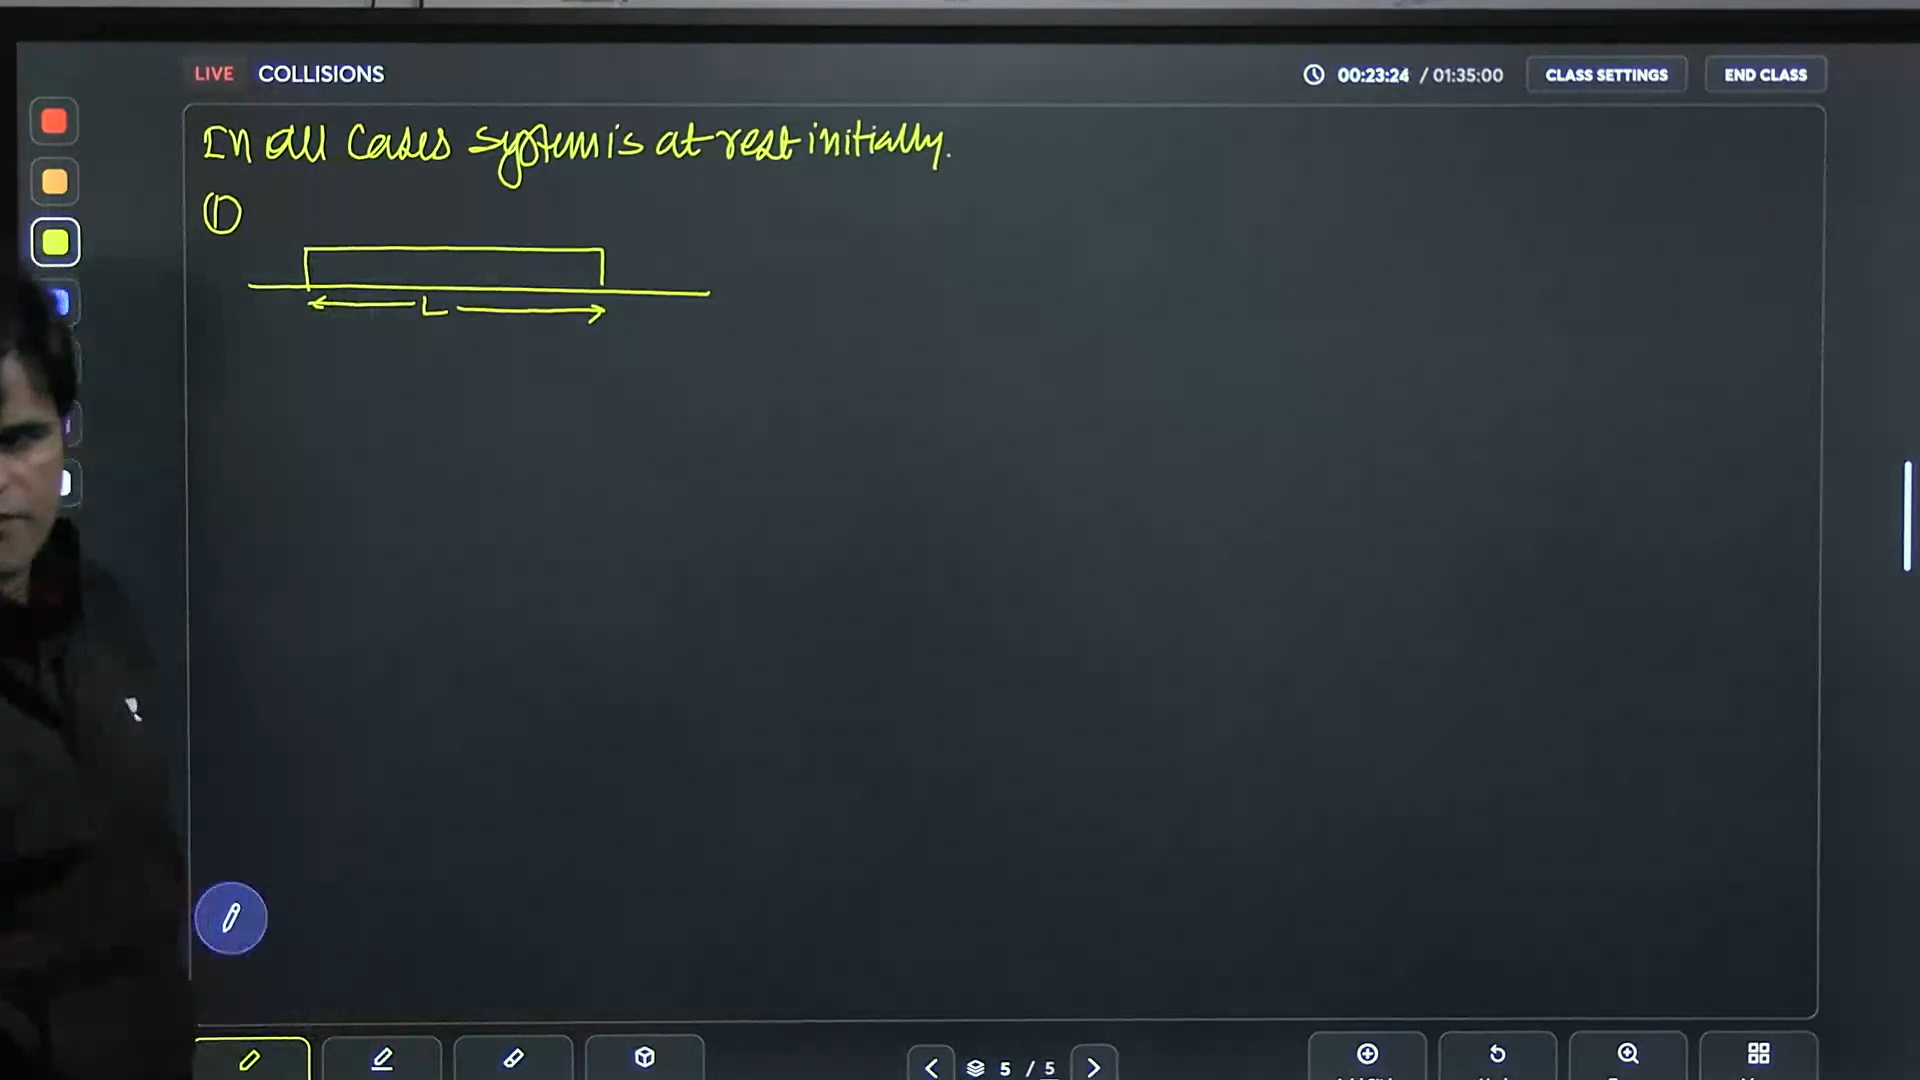 LIVE COLLISIONS 00:23:24 / 01:35:00 CLASS SETTINGS END CLASS
In all Cases system is at rest initially.
①
L
5 / 5